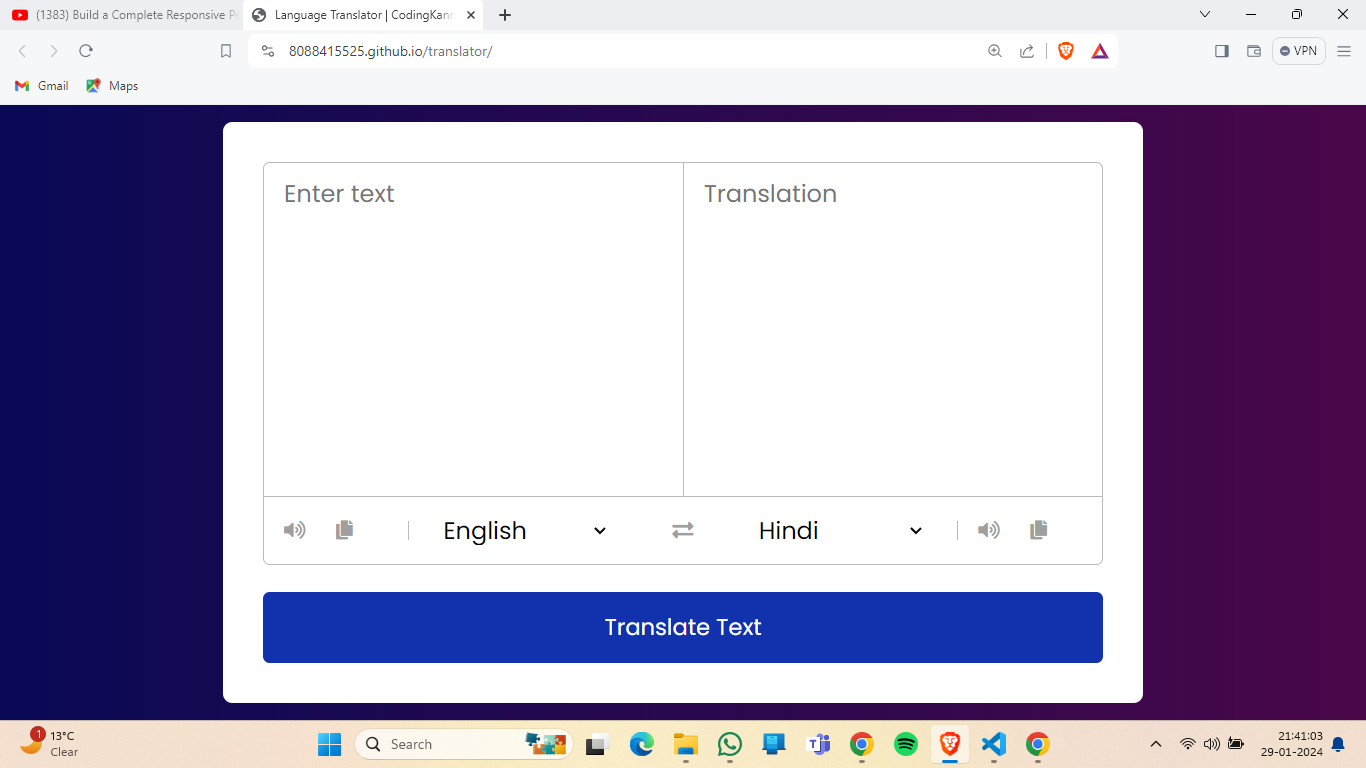 (1383) Build a Complete Responsive P
Language Translator | CodingKann
8088415525.github.io/translator/
VPN
Gmail
Maps
Enter text
Translation
English
Hindi
Translate Text
1
13°C
Clear
Search
21:41:03
29-01-2024